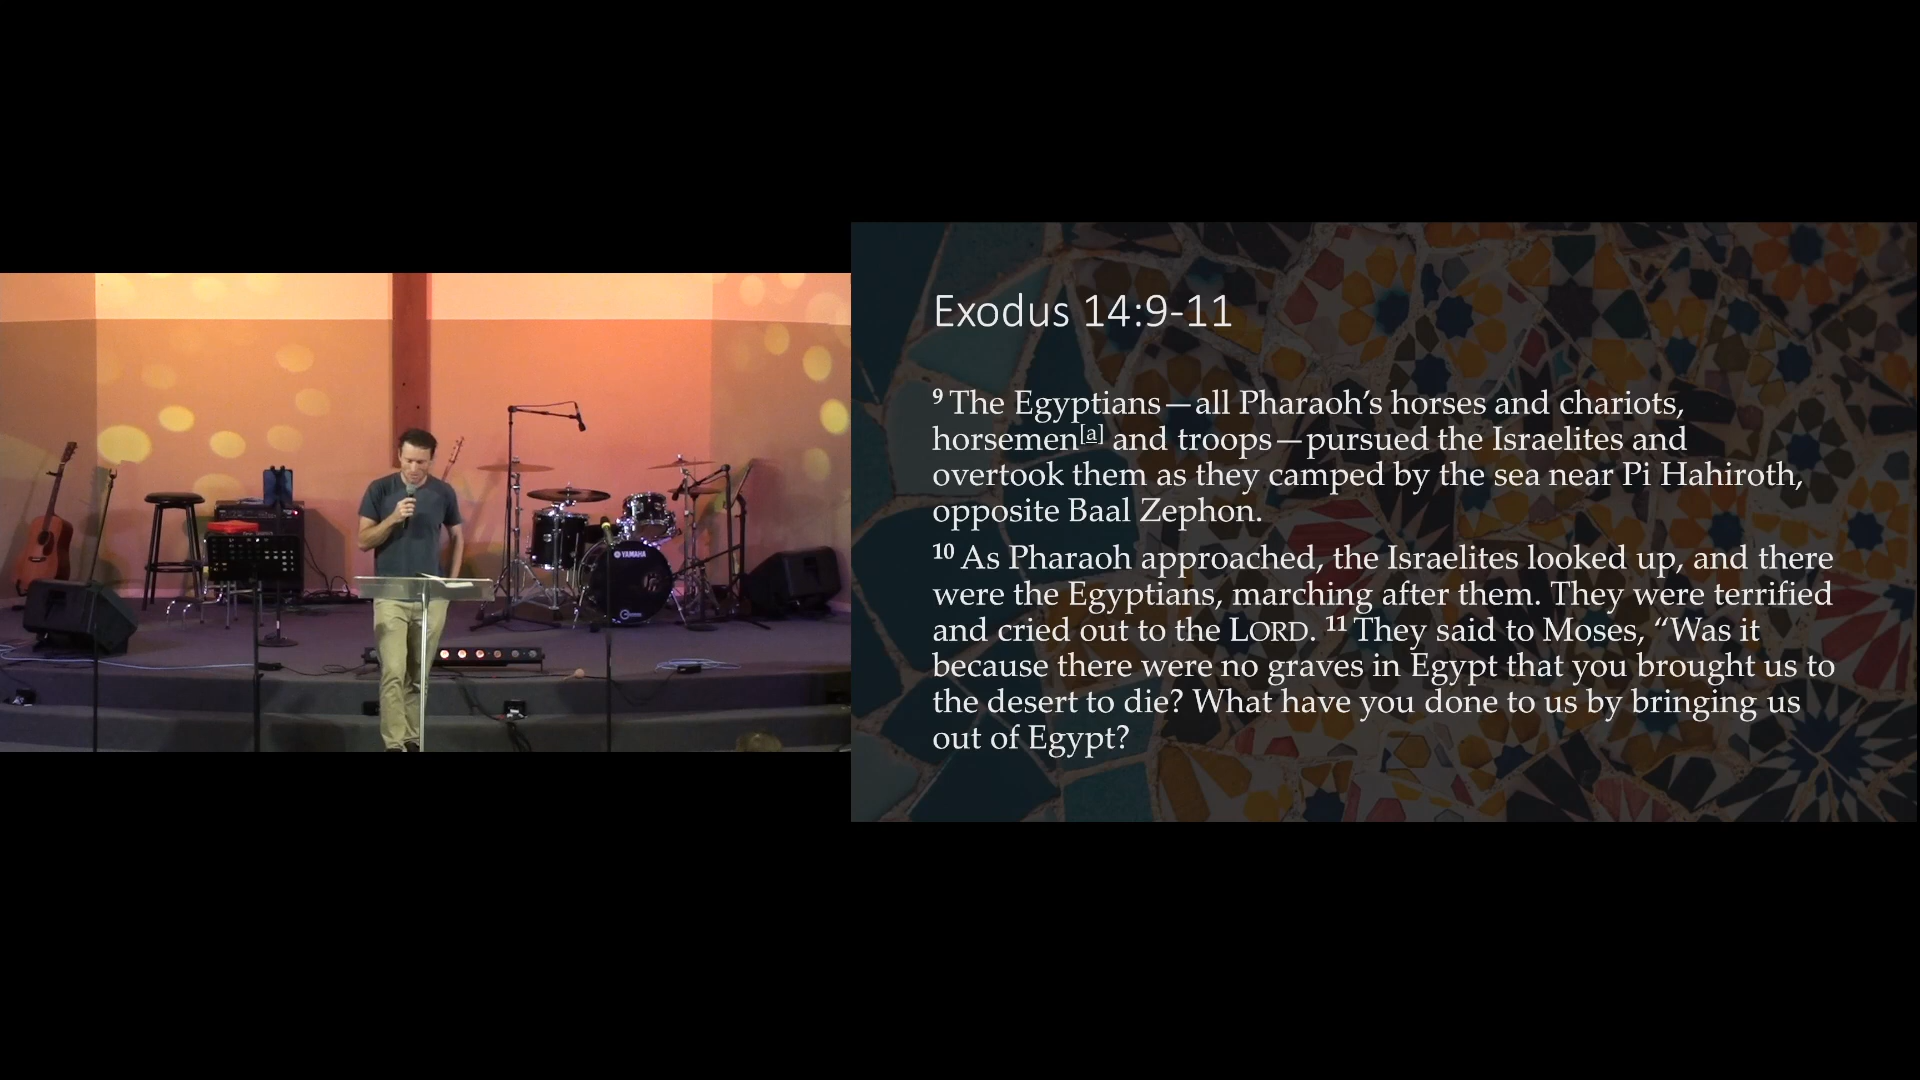 Exodus 14:9-11
9 The Egyptians—all Pharaoh’s horses and chariots,
horsemen[a] and troops—pursued the Israelites and
overtook them as they camped by the sea near Pi Hahiroth,
opposite Baal Zephon.
10 As Pharaoh approached, the Israelites looked up, and there
were the Egyptians, marching after them. They were terrified
and cried out to the LORD. 11 They said to Moses, “Was it
because there were no graves in Egypt that you brought us to
the desert to die? What have you done to us by bringing us
out of Egypt?
YAMAHA